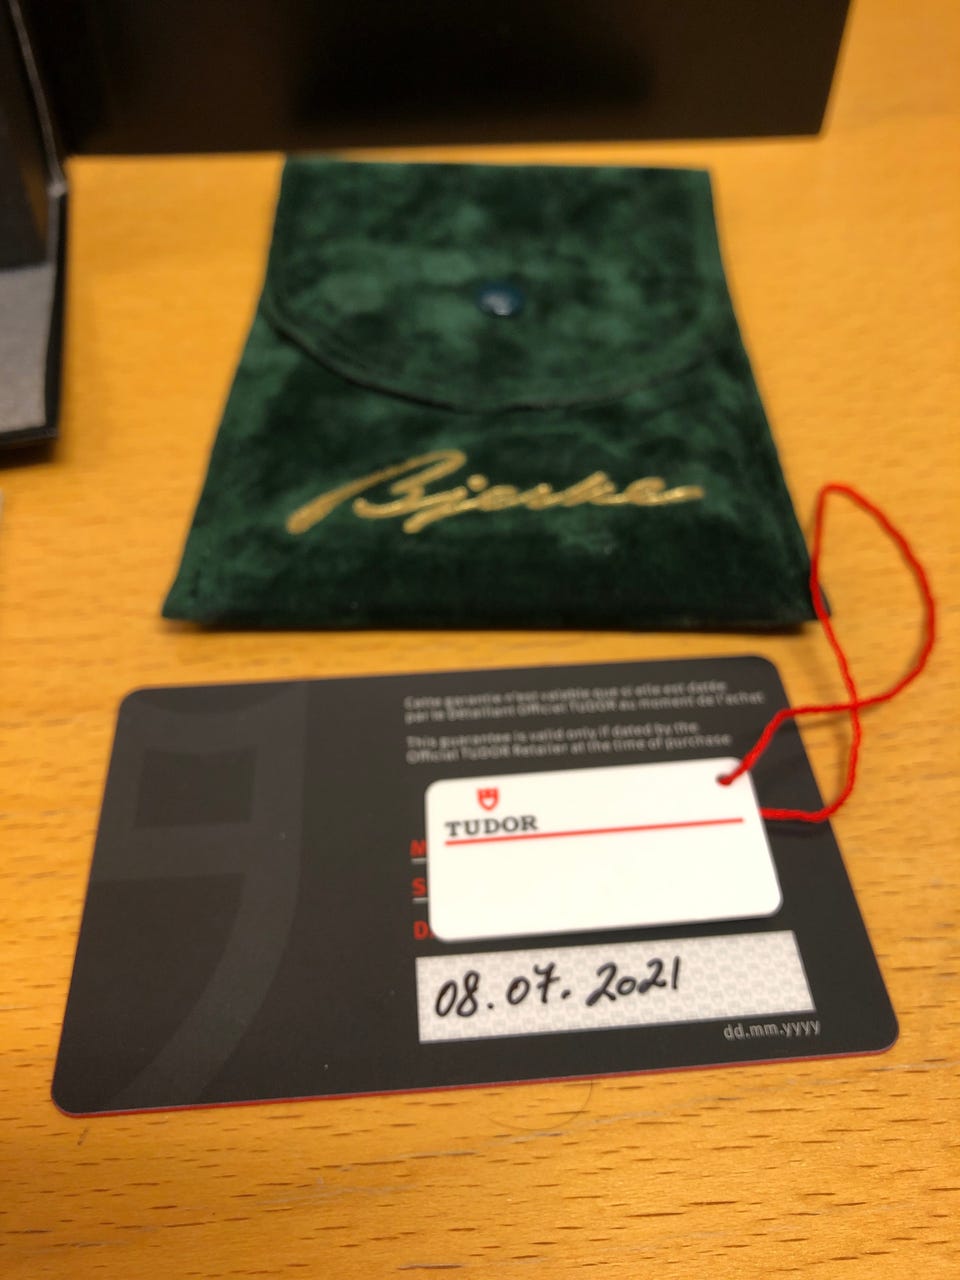 Bjerke
Cette garantie n'est valable que si elle est datée
par le Détaillant Officiel TUDOR au moment de l'achat
This guarantee is valid only if dated by the
Official TUDOR Retailer at the time of purchase
TUDOR
M
S
D
08.07.2021
dd.mm.yyyy